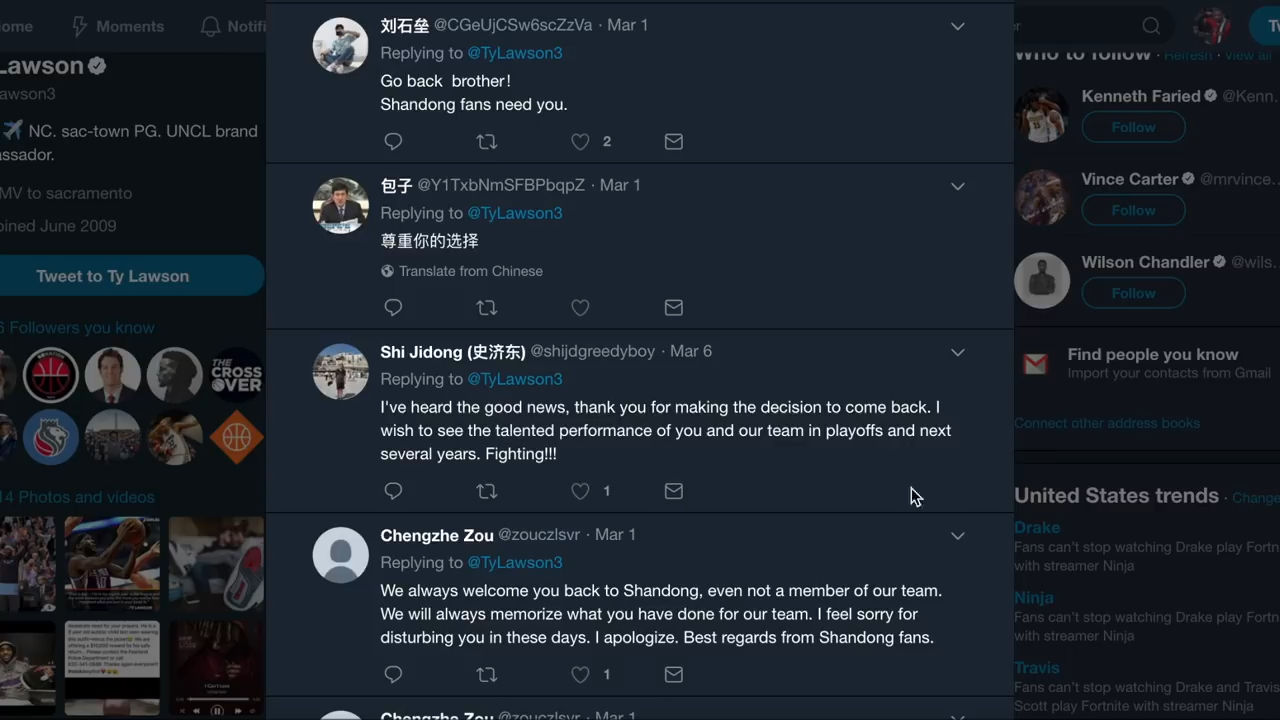 ome
Moments
Notifi
Lawson
awson3
NC. sac-town PG. UNCL brand
ssador.
MV to sacramento
oined June 2009
Tweet to Ty Lawson
6 Followers you know
THE
CROSS
OVER
14 Photos and videos
刘石垒 @CGeUjCSw6scZzVa · Mar 1
Replying to @TyLawson3
Go back brother!
Shandong fans need you.
2
包子 @Y1TxbNmSFBPbqpZ · Mar 1
Replying to @TyLawson3
尊重你的选择
Translate from Chinese
Shi Jidong (史济东) @shijdgreedyboy · Mar 6
Replying to @TyLawson3
I've heard the good news, thank you for making the decision to come back. I
wish to see the talented performance of you and our team in playoffs and next
several years. Fighting!!!
1
Chengzhe Zou @zouczlsvr · Mar 1
Replying to @TyLawson3
We always welcome you back to Shandong, even not a member of our team.
We will always mamorize what you have done for our team. I feel sorry for
disturbing you in these days. I apologize. Best regards from Shandong fans.
1
Chengzhe Zou @zouczlsvr · Mar 1
Who to follow · Refresh · View all
Kenneth Faried @Kenn.
Follow
Vince Carter @mrvince.
Follow
Wilson Chandler @wils.
Follow
Find people you know
Import your contacts from Gmail
Connect other address books
United States trends · Change
Drake
Fans can't stop watching Drake play Fortn
with streamer Ninja
Ninja
Fans can't stop watching Drake play Fortn
with streamer Ninja
Travis
Fans can't stop watching Drake and Travis
Scott play Fortnite with streamer Ninja